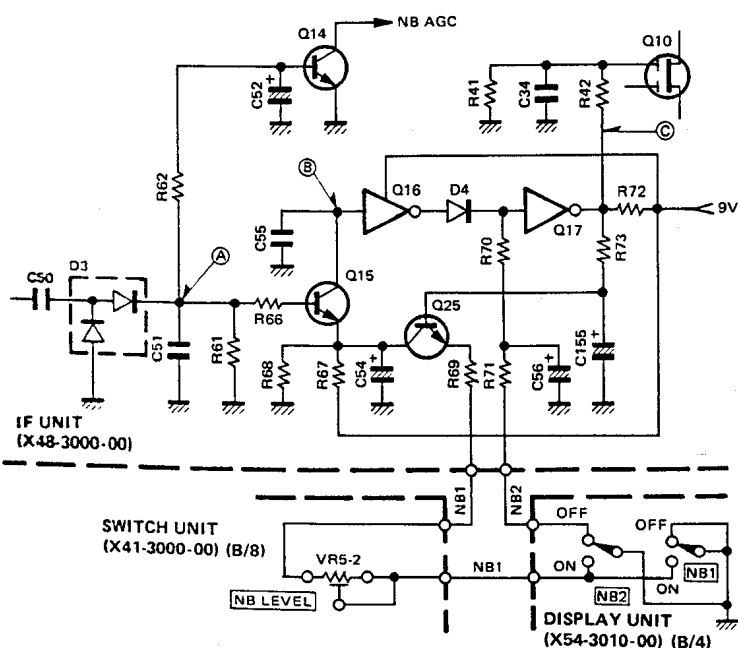 Q14
NB AGC
Q10
C52
+
R41
C34
R42
C
R62
B
Q16
D4
R72
9V
C55
Q17
R70
R73
A
D3
C50
Q15
Q25
R66
C51
R61
R68
R67
+
C54
R69
R71
+
C56
C155
+
IF UNIT
(X48-3000-00)
NB1
NB2
SWITCH UNIT
(X41-3000-00) (B/8)
OFF
OFF
VR5-2
NB1
ON
ON
NB1
NB LEVEL
NB2
DISPLAY UNIT
(X54-3010-00) (B/4)